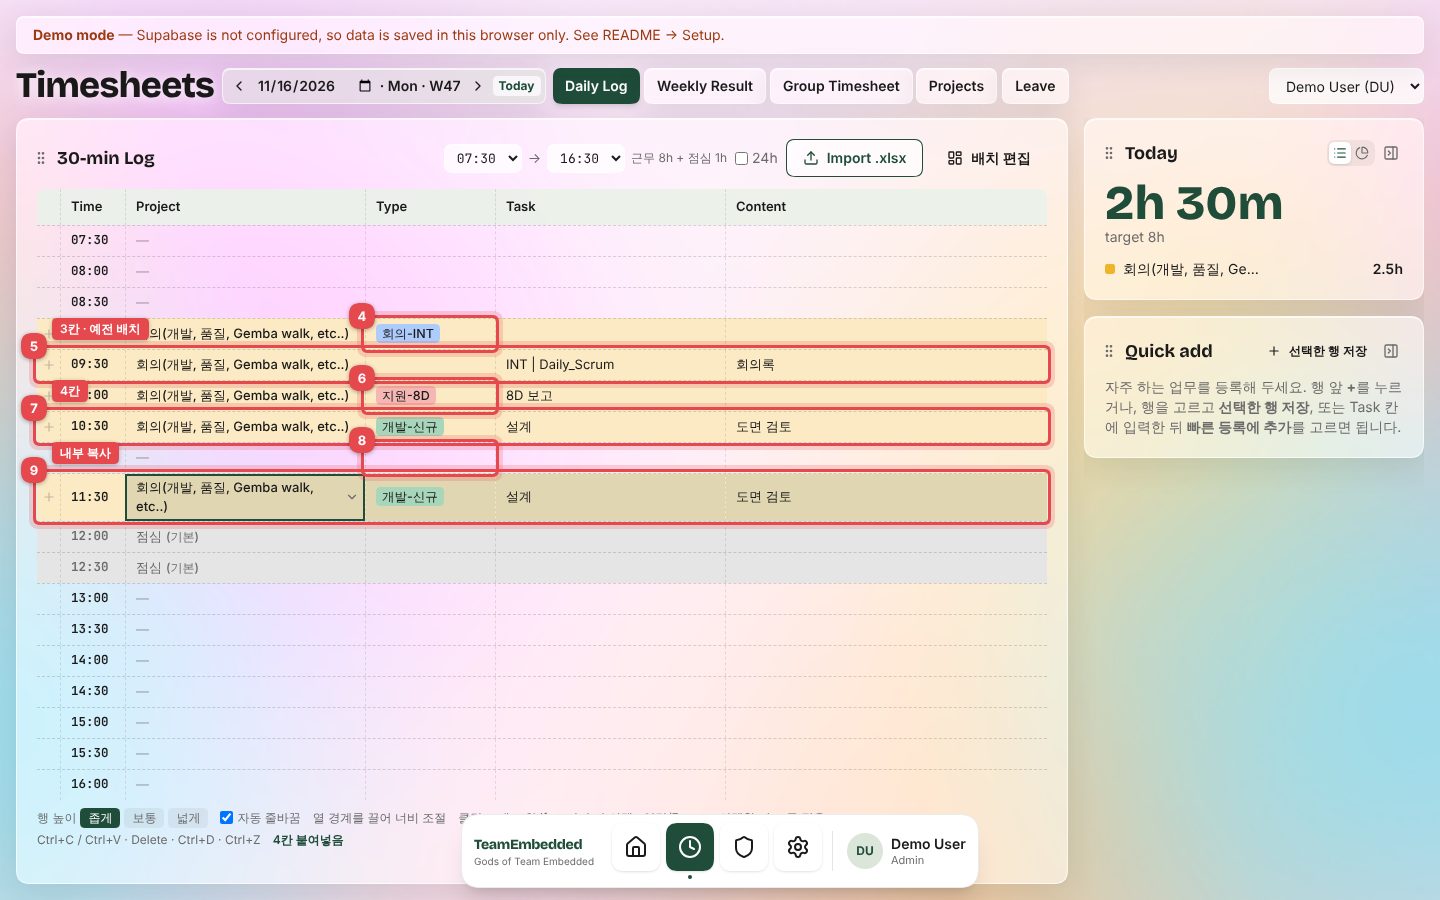 Demo mode — Supabase is not configured, so data is saved in this browser only. See README → Setup.
Timesheets
11/16/2026 · Mon · W47 Today
Daily Log Weekly Result Group Timesheet Projects Leave
Demo User (DU)
30-min Log
07:30 → 16:30 근무 8h + 점심 1h 24h Import .xlsx 배치 편집
Time Project Type Task Content
07:30 —
08:00 —
08:30 —
4
3칸 · 예전 배치 의(개발, 품질, Gemba walk, etc..) 회의-INT
5
09:30 회의(개발, 품질, Gemba walk, etc..) INT | Daily_Scrum 회의록
6
4칸 :00 회의(개발, 품질, Gemba walk, etc..) 지원-8D 8D 보고
7
10:30 회의(개발, 품질, Gemba walk, etc..) 개발-신규 설계 도면 검토
8
내부 복사 —
9
11:30 회의(개발, 품질, Gemba walk, etc..) 개발-신규 설계 도면 검토
12:00 점심 (기본)
12:30 점심 (기본)
13:00 —
13:30 —
14:00 —
14:30 —
15:00 —
15:30 —
16:00 —
행 높이 좁게 보통 넓게 자동 줄바꿈 열 경계를 끌어 너비 조절
Ctrl+C / Ctrl+V · Delete · Ctrl+D · Ctrl+Z 4칸 붙여넣음
Today
2h 30m
target 8h
회의(개발, 품질, Ge... 2.5h
Quick add + 선택한 행 저장
자주 하는 업무를 등록해 두세요. 행 앞 +를 누르
거나, 행을 고르고 선택한 행 저장, 또는 Task 칸
에 입력한 뒤 빠른 등록에 추가를 고르면 됩니다.
TeamEmbedded
Gods of Team Embedded
DU Demo User
Admin